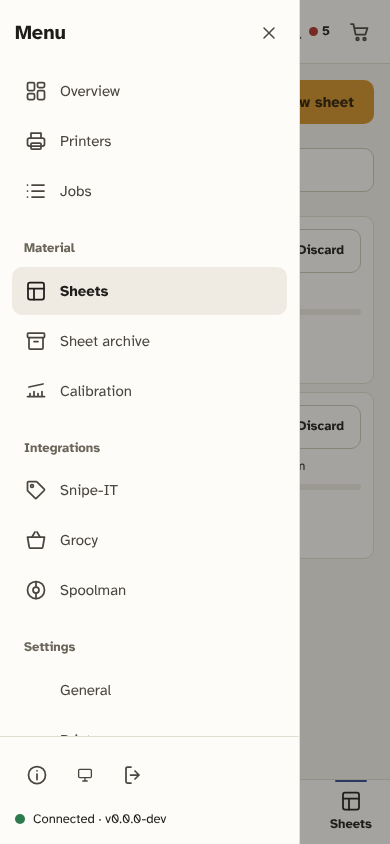 Menu
5
Overview
w sheet
Printers
Jobs
Material
Discard
Sheets
Sheet archive
Calibration
Discard
Integrations
n
Snipe-IT
Grocy
Spoolman
Settings
General
Connected · v0.0.0-dev
Sheets